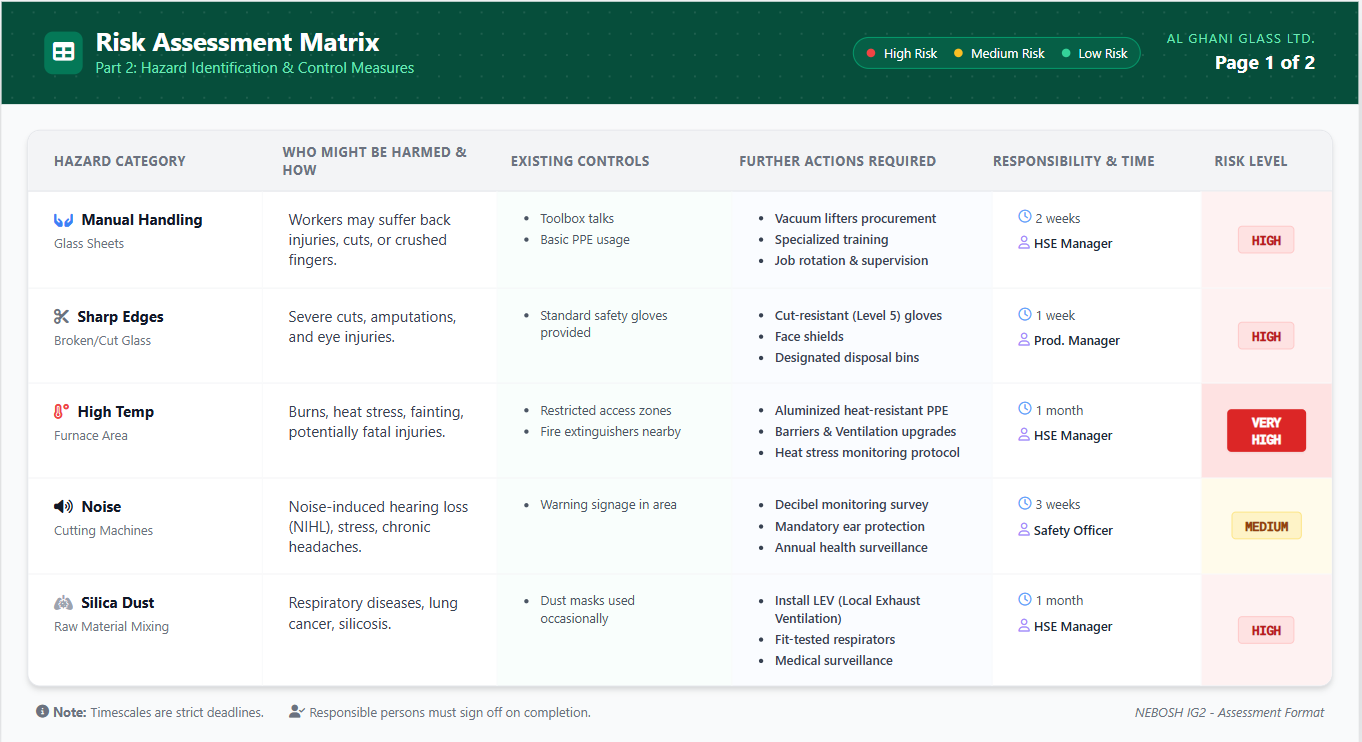 Risk Assessment Matrix
Part 2: Hazard Identification & Control Measures
High Risk
Medium Risk
Low Risk
AL GHANI GLASS LTD.
Page 1 of 2
HAZARD CATEGORY
WHO MIGHT BE HARMED &
HOW
EXISTING CONTROLS
FURTHER ACTIONS REQUIRED
RESPONSIBILITY & TIME
RISK LEVEL
Manual Handling
Glass Sheets
Workers may suffer back
injuries, cuts, or crushed
fingers.
Toolbox talks
Basic PPE usage
Vacuum lifters procurement
Specialized training
Job rotation & supervision
2 weeks
HSE Manager
HIGH
Sharp Edges
Broken/Cut Glass
Severe cuts, amputations,
and eye injuries.
Standard safety gloves
provided
Cut-resistant (Level 5) gloves
Face shields
Designated disposal bins
1 week
Prod. Manager
HIGH
High Temp
Furnace Area
Burns, heat stress, fainting,
potentially fatal injuries.
Restricted access zones
Fire extinguishers nearby
Aluminized heat-resistant PPE
Barriers & Ventilation upgrades
Heat stress monitoring protocol
1 month
HSE Manager
VERY
HIGH
Noise
Cutting Machines
Noise-induced hearing loss
(NIHL), stress, chronic
headaches.
Warning signage in area
Decibel monitoring survey
Mandatory ear protection
Annual health surveillance
3 weeks
Safety Officer
MEDIUM
Silica Dust
Raw Material Mixing
Respiratory diseases, lung
cancer, silicosis.
Dust masks used
occasionally
Install LEV (Local Exhaust
Ventilation)
Fit-tested respirators
Medical surveillance
1 month
HSE Manager
HIGH
Note: Timescales are strict deadlines.
Responsible persons must sign off on completion.
NEBOSH IG2 - Assessment Format